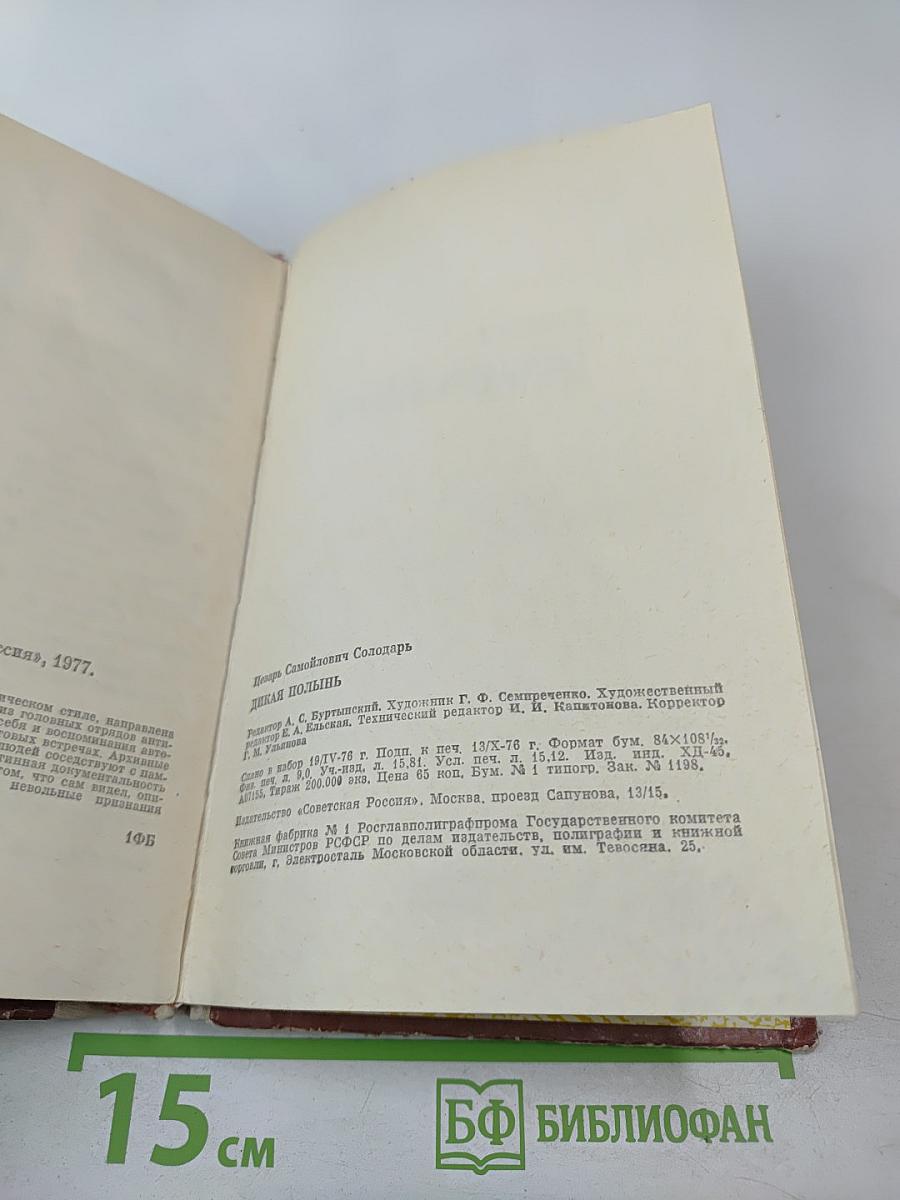 ссия», 1977.
ическом стиле, направлена
из головных отрядов анти-
себя и воспоминания авто-
товых встречах. Архивные
людей соседствуют с пам-
тинная документальность
том, что сам видел, опи-
невольные признания
1ФБ
Цезарь Самойлович Солодарь
ДИКАЯ ПОЛЫНЬ
Редактор А. С. Буртынский. Художник Г. Ф. Семиреченко. Художественный
редактор Е. А. Ельская. Технический редактор И. И. Капитонова. Корректор
Г. М. Ульянова
Сдано в набор 19/IV-76 г. Подп. к печ. 13/X-76 г. Формат бум. 84×108¹/₃₂.
Физ. печ. л. 9,0. Уч.-изд. л. 15,81. Усл. печ. л. 15,12. Изд. инд. ХД-45.
А07155. Тираж 200.000 экз. Цена 65 коп. Бум. № 1 типогр. Зак. № 1198.
Издательство «Советская Россия». Москва, проезд Сапунова, 13/15.
Книжная фабрика № 1 Росглавполиграфпрома Государственного комитета
Совета Министров РСФСР по делам издательств, полиграфии и книжной
торговли, г. Электросталь Московской области, ул. им. Тевосяна, 25.
15 см
БФ БИБЛИОФАН